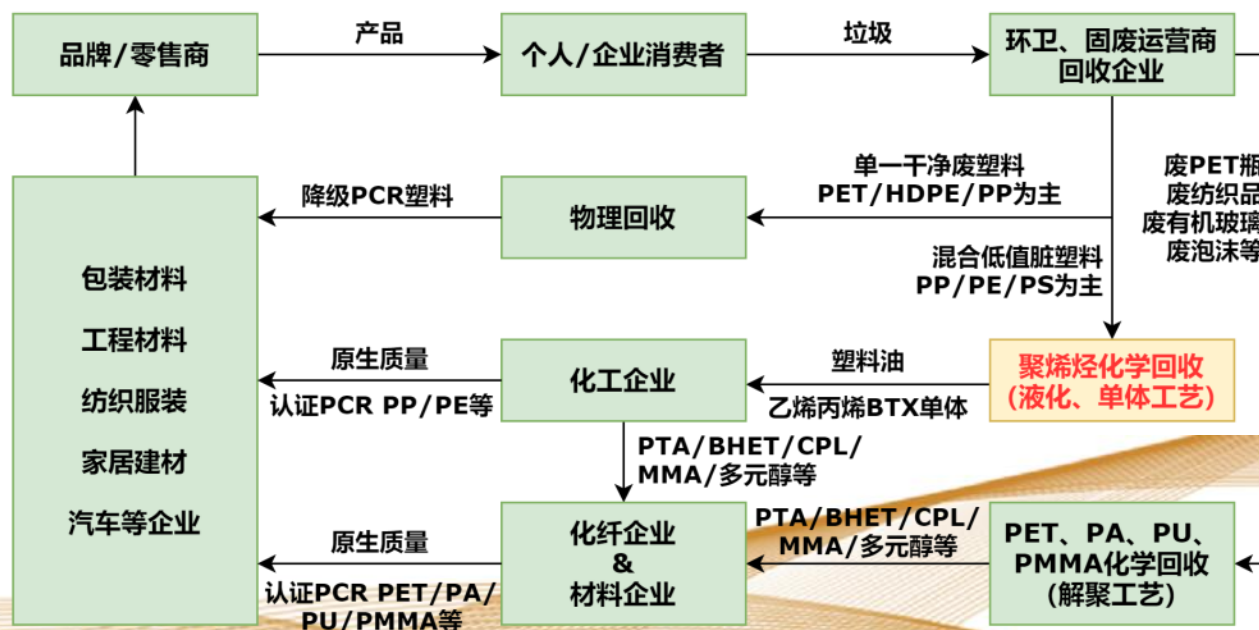 品牌/零售商
产品
个人/企业消费者
垃圾
环卫、固废运营商
回收企业
单一干净废塑料
PET/HDPE/PP为主
废PET瓶
废纺织品
废有机玻璃
废泡沫等
降级PCR塑料
物理回收
混合低值脏塑料
PP/PE/PS为主
包装材料
工程材料
纺织服装
家居建材
汽车等企业
原生质量
认证PCR PP/PE等
化工企业
塑料油
乙烯丙烯BTX单体
聚烯烃化学回收
(液化、单体工艺)
PTA/BHET/CPL/
MMA/多元醇等
原生质量
认证PCR PET/PA/
PU/PMMA等
化纤企业
&
材料企业
PTA/BHET/CPL/
MMA/多元醇等
PET、PA、PU、
PMMA化学回收
(解聚工艺)